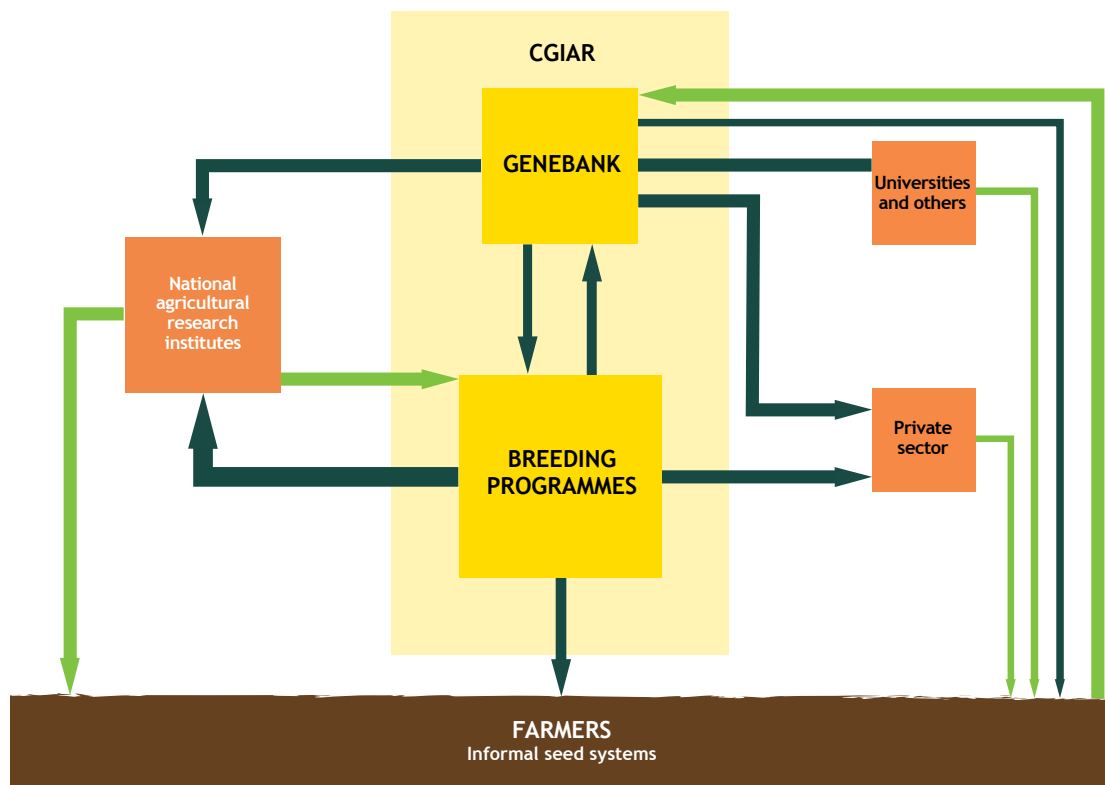 CGIAR
GENEBANK
Universities
and others
National
agricultural
research
institutes
Private
sector
BREEDING
PROGRAMMES
FARMERS
Informal seed systems